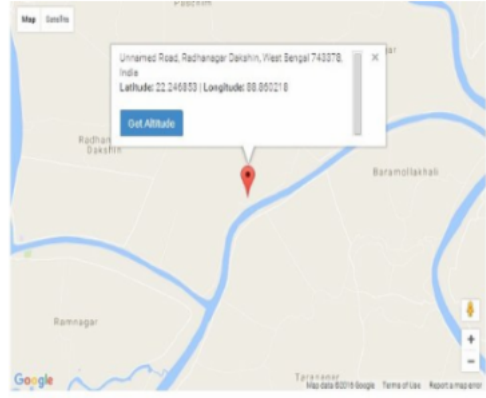 Paschim
Map Satellite
Unnamed Road, Radhanagar Dakshin, West Bengal 743378,
India
Latitude: 22.246853 | Longitude: 88.860218
×
Get Altitude
Radhan
Dakshin
Baramollakhali
Ramnagar
+
−
Google
Map data ©2016 Google Terms of Use Report a map error